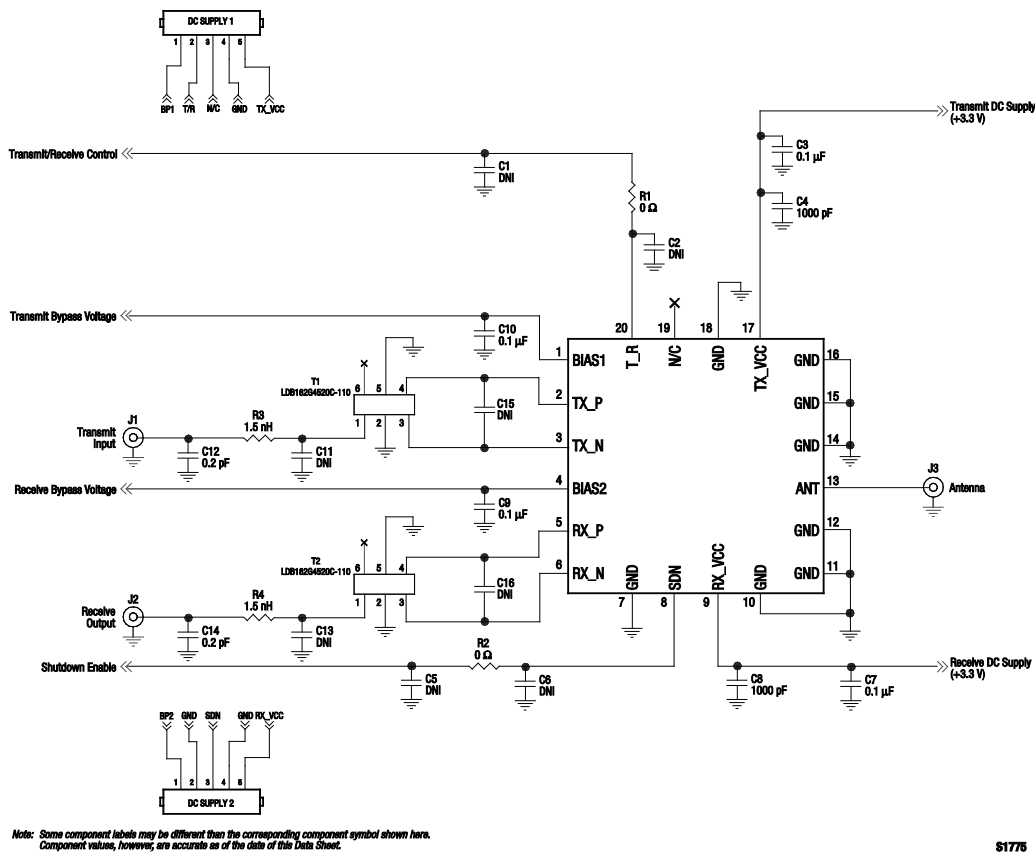 DC SUPPLY 1
1 2 3 4 5
BP1 T/R N/C GND TX_VCC
Transmit DC Supply
(+3.3 V)
C3
0.1 µF
Transmit/Receive Control
C1
DNI
R1
0 Ω
C4
1000 pF
C2
DNI
Transmit Bypass Voltage
C10
0.1 µF
20 19 18 17
T_R N/C GND TX_VCC
1 BIAS1
GND 16
T1
LDB182G4520C-110
6 5 4
1 2 3
C15
DNI
2 TX_P
GND 15
J1
Transmit
Input
R3
1.5 nH
C12
0.2 pF
C11
DNI
3 TX_N
GND 14
Receive Bypass Voltage
4 BIAS2
ANT 13
J3
Antenna
C9
0.1 µF
5 RX_P
GND 12
T2
LDB182G4520C-110
6 5 4
1 2 3
C16
DNI
6 RX_N
GND 11
GND SDN RX_VCC GND
7 8 9 10
J2
Receive
Output
R4
1.5 nH
C14
0.2 pF
C13
DNI
Shutdown Enable
R2
0 Ω
C5
DNI
C6
DNI
C8
1000 pF
C7
0.1 µF
Receive DC Supply
(+3.3 V)
BP2 GND SDN GND RX_VCC
1 2 3 4 5
DC SUPPLY 2
Note: Some component labels may be different than the corresponding component symbol shown here.
Component values, however, are accurate as of the date of this Data Sheet.
S1775